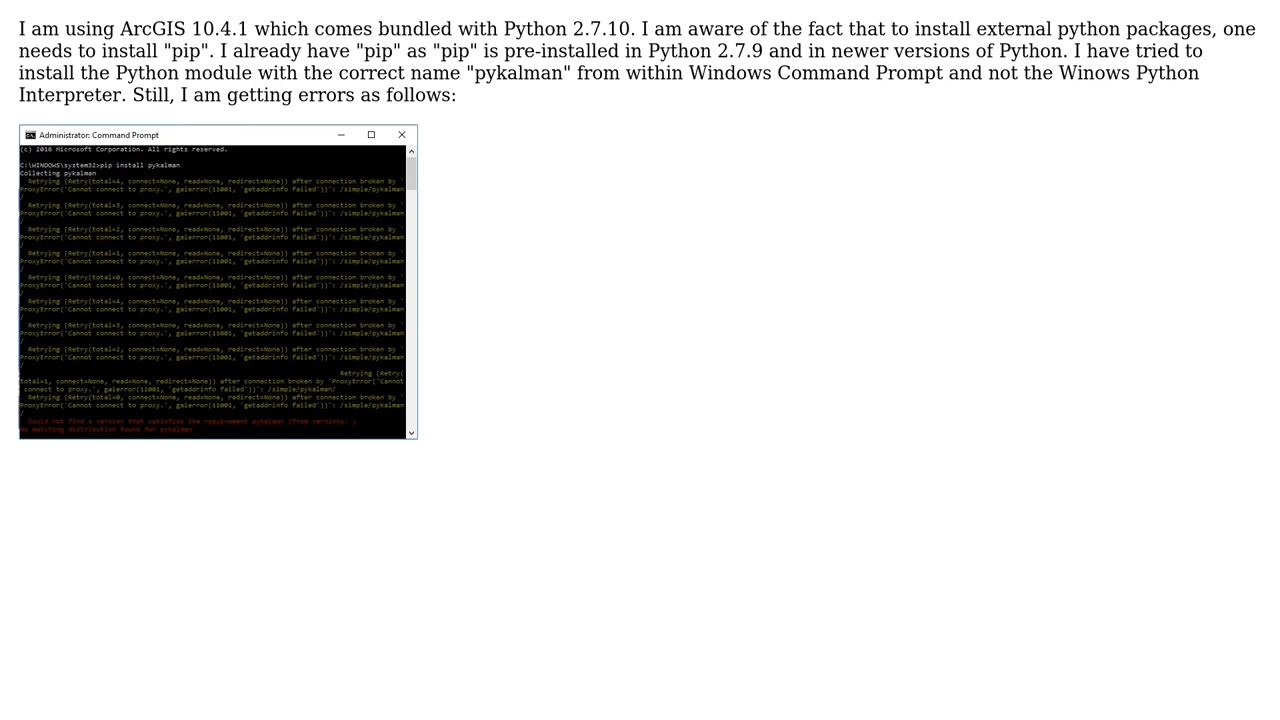 I am using ArcGIS 10.4.1 which comes bundled with Python 2.7.10. I am aware of the fact that to install external python packages, one
needs to install "pip". I already have "pip" as "pip" is pre-installed in Python 2.7.9 and in newer versions of Python. I have tried to
install the Python module with the correct name "pykalman" from within Windows Command Prompt and not the Winows Python
Interpreter. Still, I am getting errors as follows:
Administrator: Command Prompt
(c) 2016 Microsoft Corporation. All rights reserved.
C:\WINDOWS\system32>pip install pykalman
Collecting pykalman
Retrying (Retry(total=4, connect=None, read=None, redirect=None)) after connection broken by '
ProxyError('Cannot connect to proxy.', gaierror(11001, 'getaddrinfo failed'))': /simple/pykalman
/
Retrying (Retry(total=3, connect=None, read=None, redirect=None)) after connection broken by '
ProxyError('Cannot connect to proxy.', gaierror(11001, 'getaddrinfo failed'))': /simple/pykalman
/
Retrying (Retry(total=2, connect=None, read=None, redirect=None)) after connection broken by '
ProxyError('Cannot connect to proxy.', gaierror(11001, 'getaddrinfo failed'))': /simple/pykalman
/
Retrying (Retry(total=1, connect=None, read=None, redirect=None)) after connection broken by '
ProxyError('Cannot connect to proxy.', gaierror(11001, 'getaddrinfo failed'))': /simple/pykalman
/
Retrying (Retry(total=0, connect=None, read=None, redirect=None)) after connection broken by '
ProxyError('Cannot connect to proxy.', gaierror(11001, 'getaddrinfo failed'))': /simple/pykalman
/
Retrying (Retry(total=4, connect=None, read=None, redirect=None)) after connection broken by '
ProxyError('Cannot connect to proxy.', gaierror(11001, 'getaddrinfo failed'))': /simple/pykalman
/
Retrying (Retry(total=3, connect=None, read=None, redirect=None)) after connection broken by '
ProxyError('Cannot connect to proxy.', gaierror(11001, 'getaddrinfo failed'))': /simple/pykalman
/
Retrying (Retry(total=2, connect=None, read=None, redirect=None)) after connection broken by '
ProxyError('Cannot connect to proxy.', gaierror(11001, 'getaddrinfo failed'))': /simple/pykalman
/
Retrying (Retry(
total=1, connect=None, read=None, redirect=None)) after connection broken by 'ProxyError('Cannot
connect to proxy.', gaierror(11001, 'getaddrinfo failed'))': /simple/pykalman/
Retrying (Retry(total=0, connect=None, read=None, redirect=None)) after connection broken by '
ProxyError('Cannot connect to proxy.', gaierror(11001, 'getaddrinfo failed'))': /simple/pykalman
/
Could not find a version that satisfies the requirement pykalman (from versions: )
No matching distribution found for pykalman